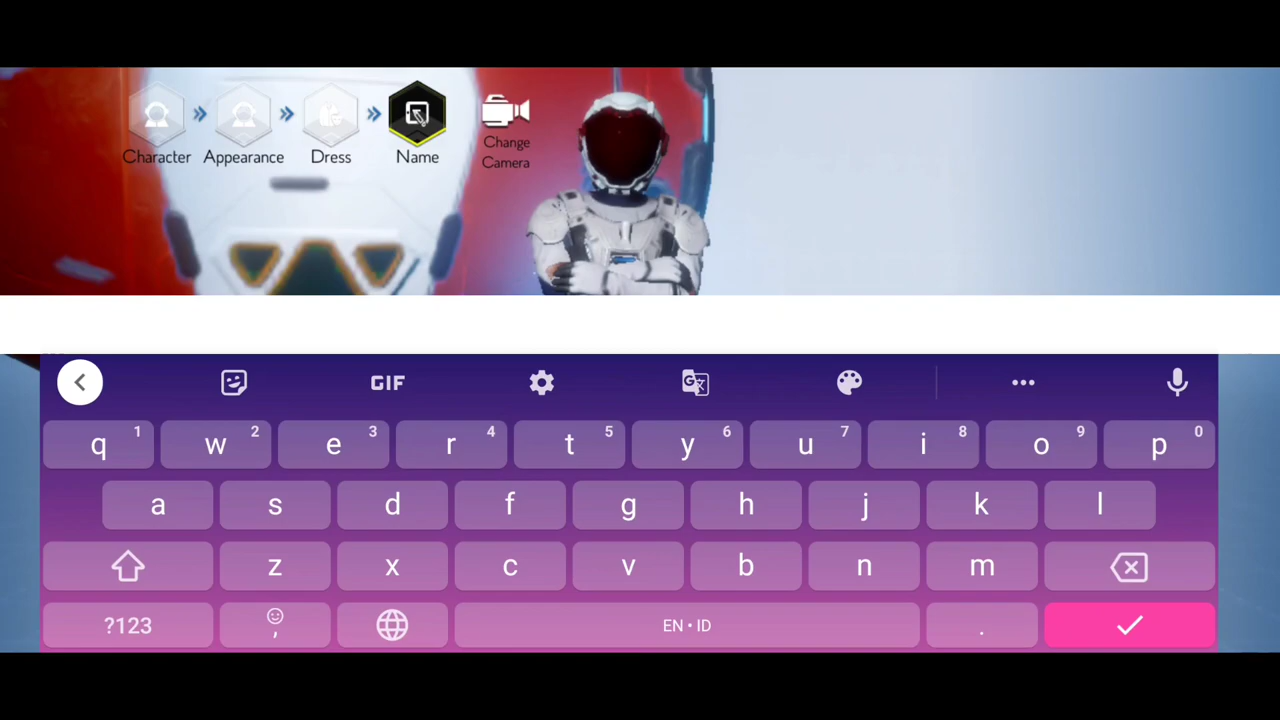 Character Appearance Dress Name
Change
Camera
GIF
q 1 w 2 e 3 r 4 t 5 y 6 u 7 i 8 o 9 p 0
a s d f g h j k l
z x c v b n m
?123 , EN • ID .